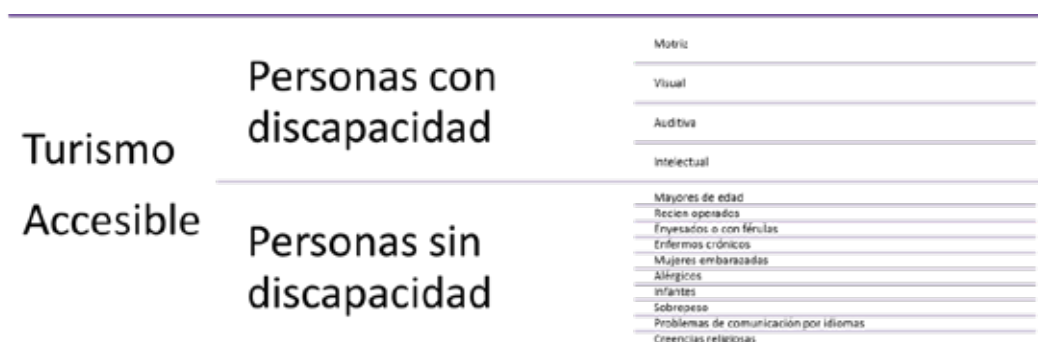 Turismo
Accesible
Personas con
discapacidad
Motriz
Visual
Auditiva
Intelectual
Personas sin
discapacidad
Mayores de edad
Recien operados
Enyesados o con férulas
Enfermos crónicos
Mujeres embarazadas
Alérgicos
Infantes
Sobrepeso
Problemas de comunicación por idiomas
Creencias religiosas